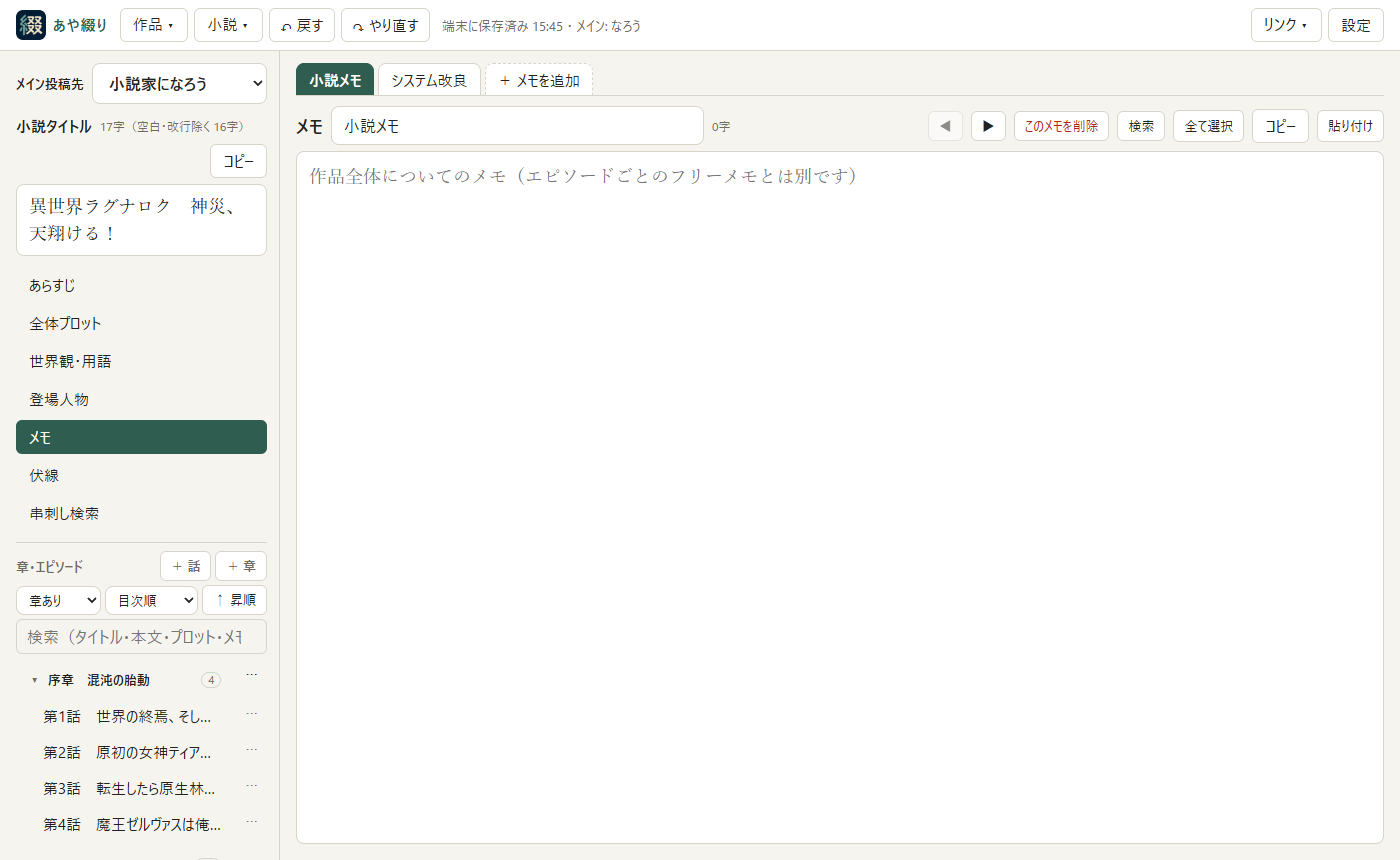 綴 あや綴り 作品 ▾ 小説 ▾ ↶ 戻す ↷ やり直す 端末に保存済み 15:45・メイン: なろう リンク ▾ 設定
メイン投稿先 小説家になろう
小説タイトル 17字（空白・改行除く 16字）
コピー
異世界ラグナロク　神災、
天翔ける！
あらすじ
全体プロット
世界観・用語
登場人物
メモ
伏線
串刺し検索
章・エピソード ＋ 話 ＋ 章
章あり 目次順 ↑ 昇順
検索（タイトル・本文・プロット・メモ
▾ 序章　混沌の胎動 4 …
第1話　世界の終焉、そし… …
第2話　原初の女神ティア… …
第3話　転生したら原生林… …
第4話　魔王ゼルヴァスは俺… …
小説メモ システム改良 ＋ メモを追加
メモ 小説メモ 0字 ◀ ▶ このメモを削除 検索 全て選択 コピー 貼り付け
作品全体についてのメモ（エピソードごとのフリーメモとは別です）